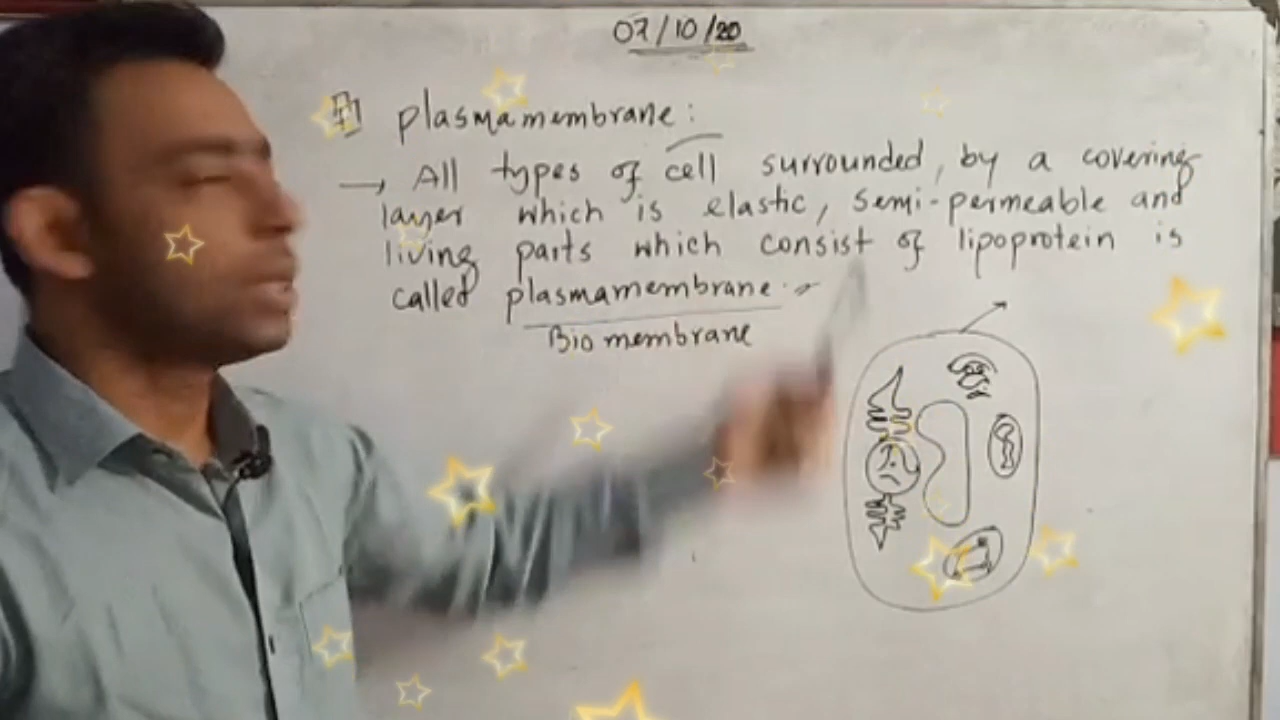 07/10/20
plasmamembrane:
→ All types of cell surrounded by a covering
layer which is elastic, semi-permeable and
living parts which consist of lipoprotein is
called plasmamembrane.
Bio membrane